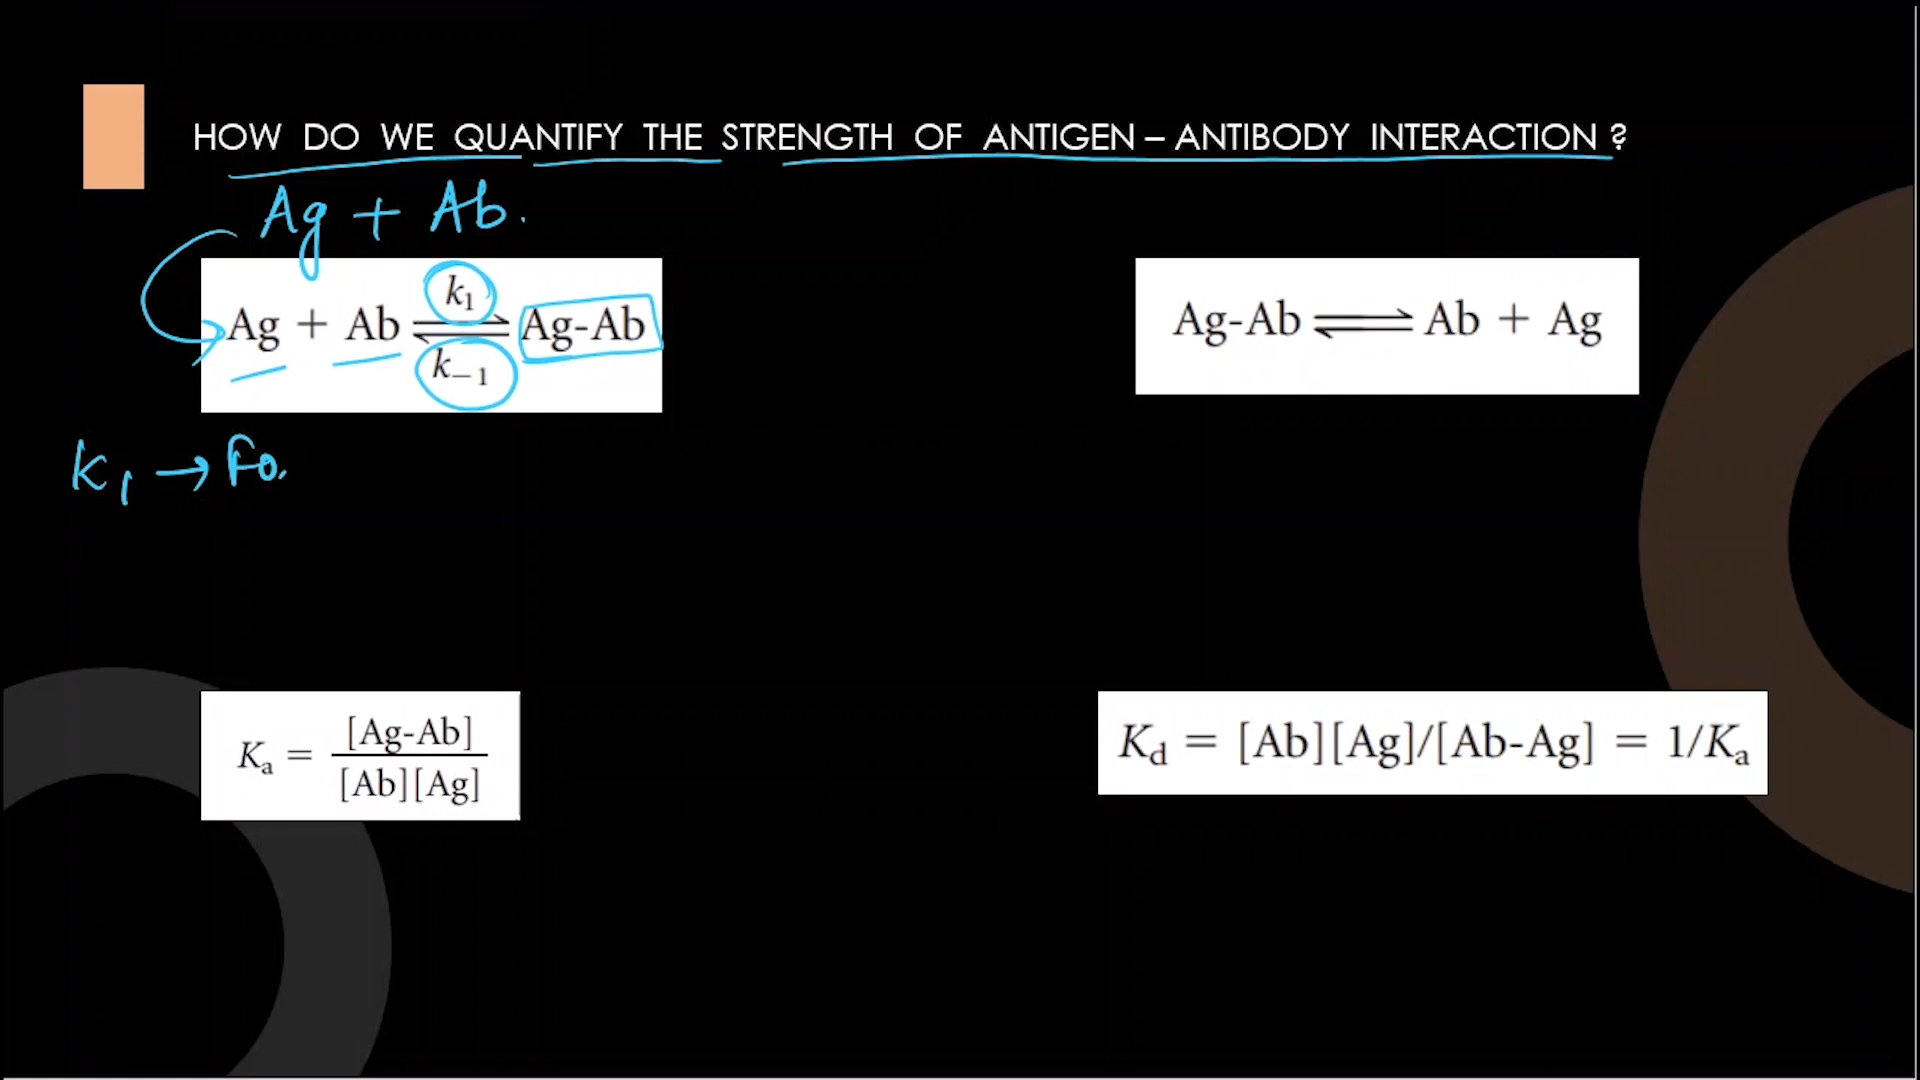 HOW DO WE QUANTIFY THE STRENGTH OF ANTIGEN – ANTIBODY INTERACTION ?
Ag + Ab.
k₁
Ag + Ab ⇌ Ag-Ab
k₋₁
Ag-Ab ⇌ Ab + Ag
K₁ → Fo.
Kₐ = [Ag-Ab]
[Ab][Ag]
K_d = [Ab][Ag]/[Ab-Ag] = 1/Kₐ